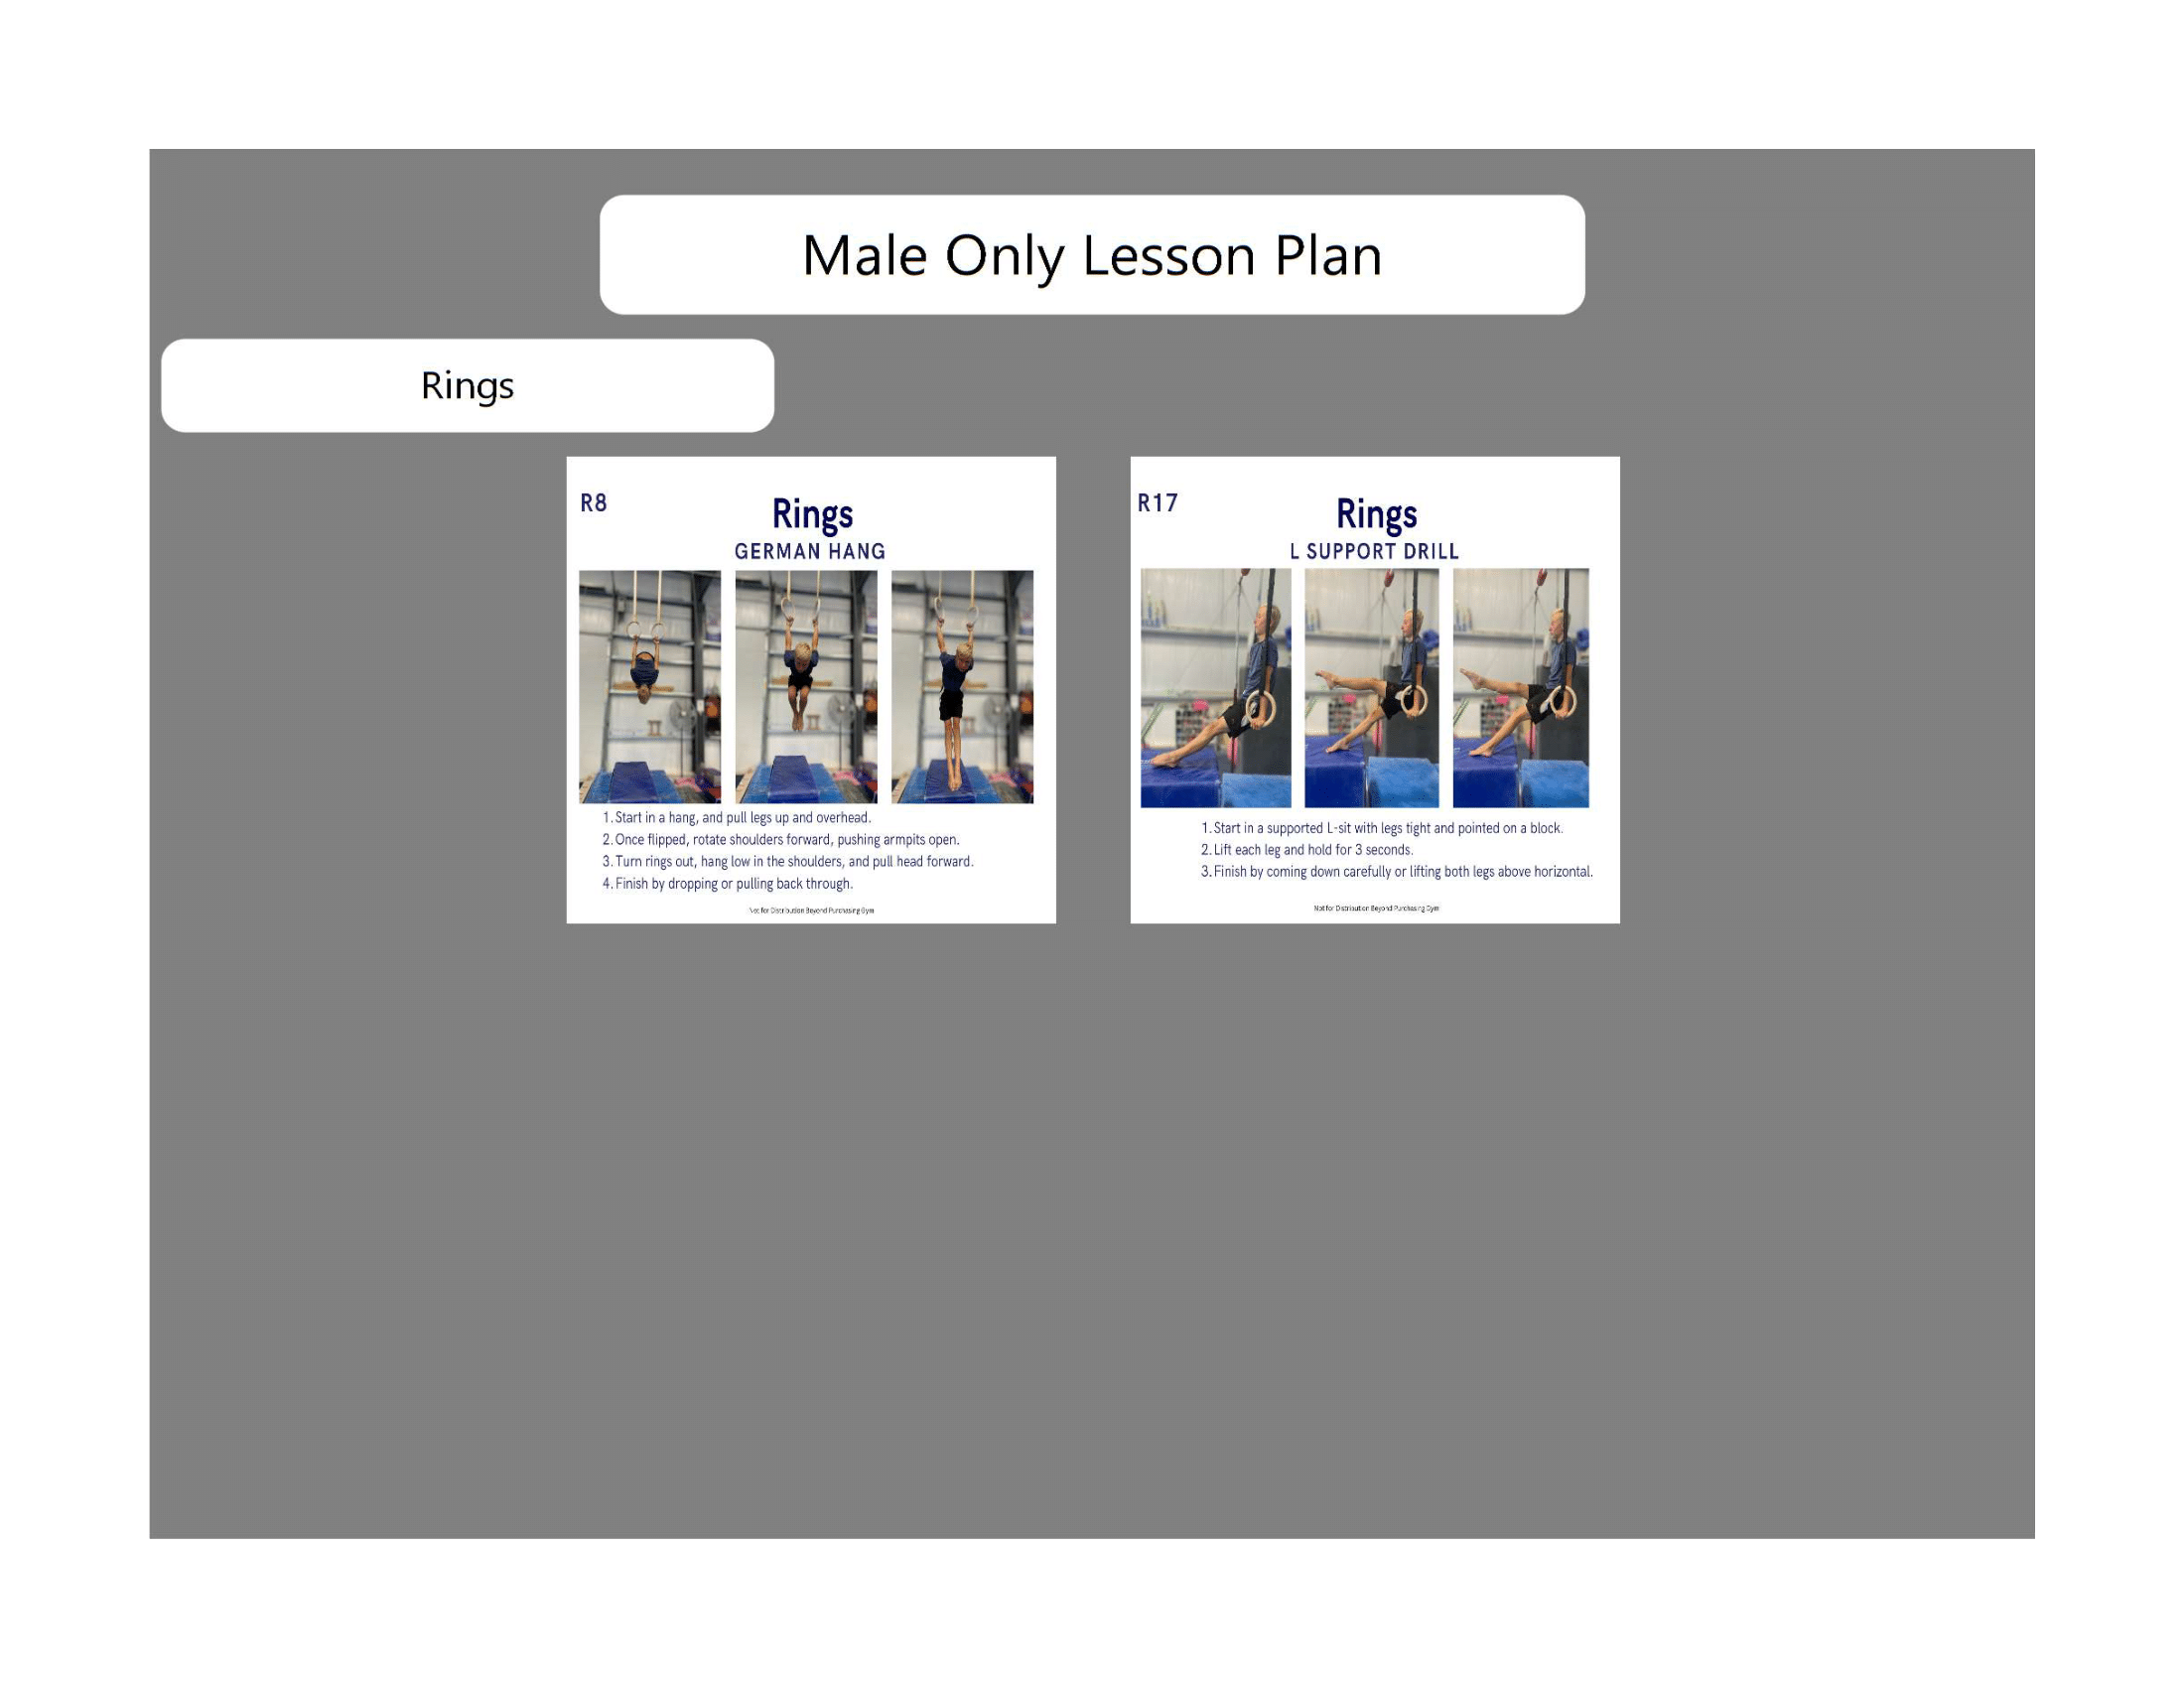 Male Only Lesson Plan
Rings
R8
Rings
GERMAN HANG
1. Start in a hang, and pull legs up and overhead.
2. Once flipped, rotate shoulders forward, pushing armpits open.
3. Turn rings out, hang low in the shoulders, and pull head forward.
4. Finish by dropping or pulling back through.
Not for Distribution Beyond Purchasing Gym
R17
Rings
L SUPPORT DRILL
1. Start in a supported L-sit with legs tight and pointed on a block.
2. Lift each leg and hold for 3 seconds.
3. Finish by coming down carefully or lifting both legs above horizontal.
Not for Distribution Beyond Purchasing Gym